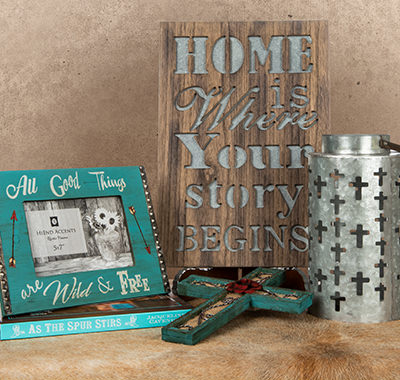 HOME
is
Where
Your
story
BEGINS
All Good Things
HIEND ACCENTS
5x7"
are Wild & FREE
AS THE SPUR STIRS